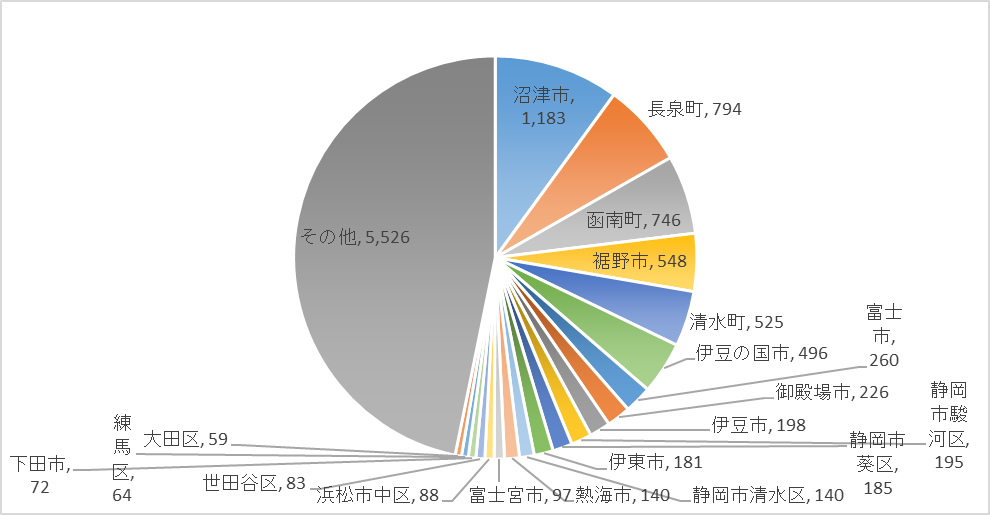 沼津市,
1,183
長泉町, 794
函南町, 746
裾野市, 548
清水町, 525
伊豆の国市, 496
富士
市,
260
御殿場市, 226
伊豆市, 198
静岡
市駿
河区,
195
静岡市
葵区,
185
伊東市, 181
静岡市清水区, 140
熱海市, 140
富士宮市, 97
浜松市中区, 88
世田谷区, 83
下田市,
72
練
馬
区,
64
大田区, 59
その他, 5,526